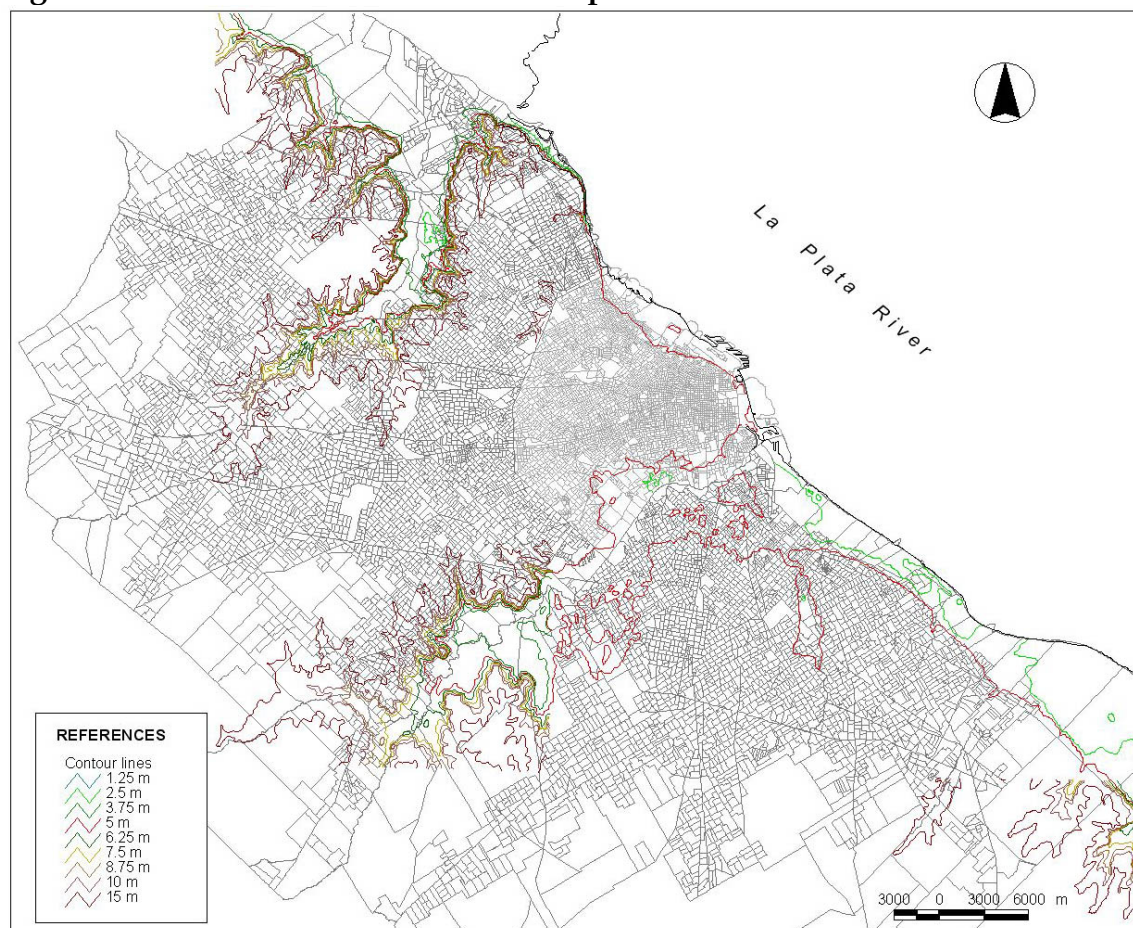 La Plata River
REFERENCES
Contour lines
1.25 m
2.5 m
3.75 m
5 m
6.25 m
7.5 m
8.75 m
10 m
15 m
3000 0 3000 6000 m